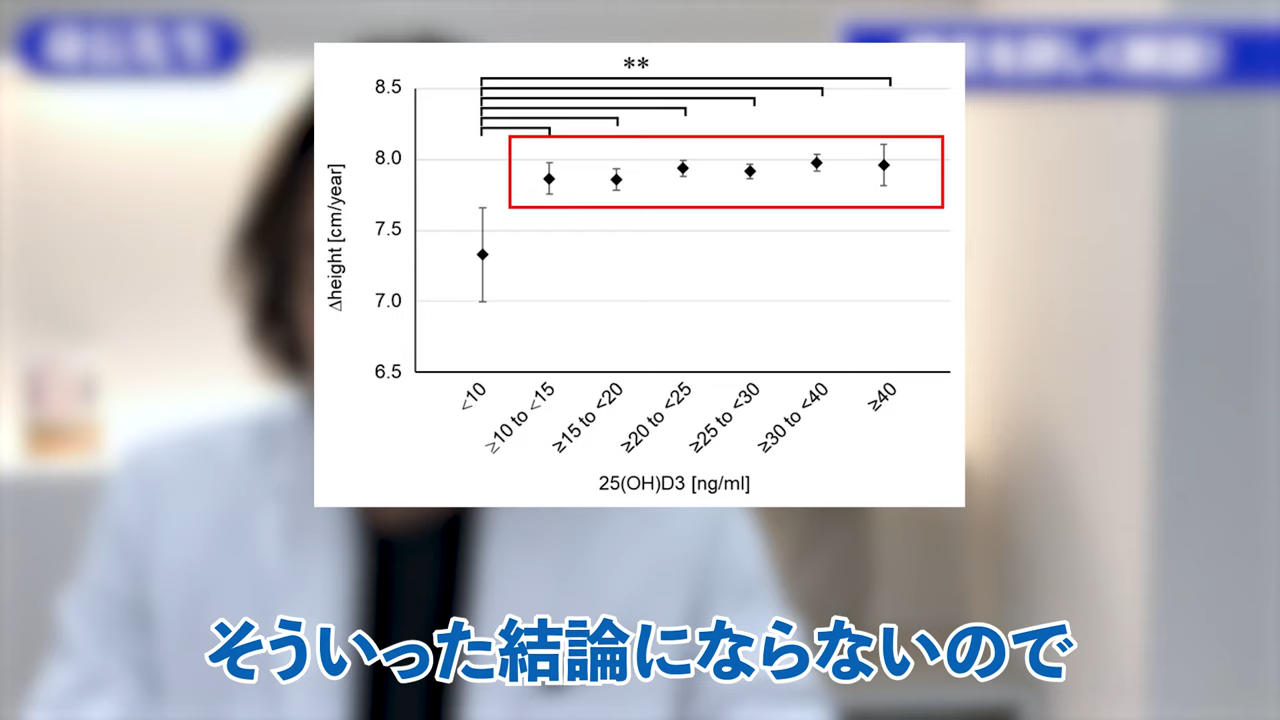 **
8.5
8.0
7.5
7.0
6.5
Δheight [cm/year]
<10
≥10 to <15
≥15 to <20
≥20 to <25
≥25 to <30
≥30 to <40
≥40
25(OH)D3 [ng/ml]
そういった結論にならないので